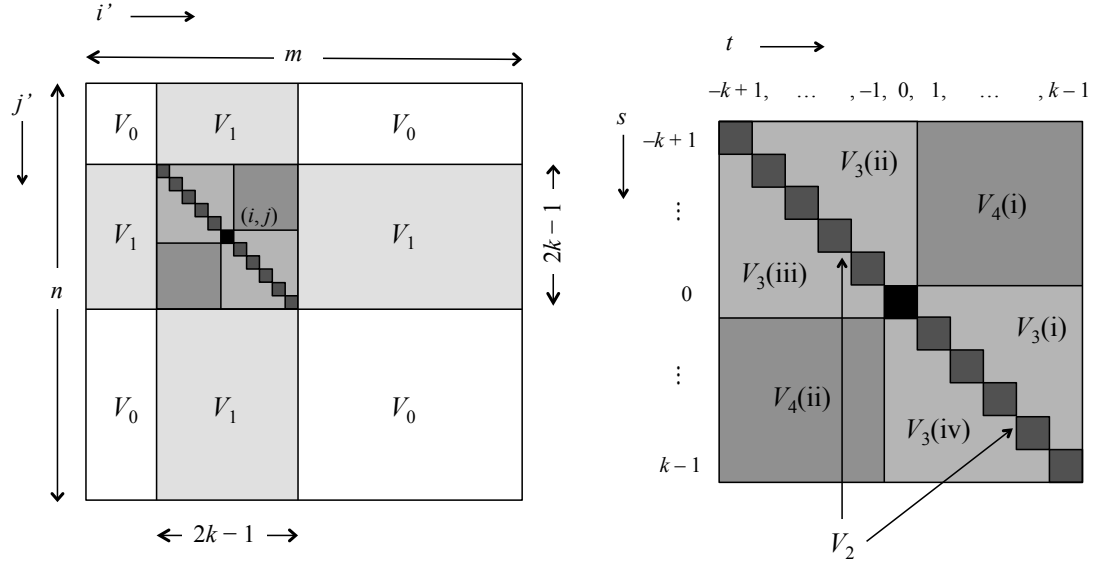 i’
m
j’
V0 V1 V0
(i, j)
V1 V1
2k − 1
n
V0 V1 V0
2k − 1
t
–k + 1, … , -1, 0, 1, … , k – 1
s
–k + 1
V3(ii)
⋮
V4(i)
V3(iii)
0
V3(i)
⋮
V4(ii)
V3(iv)
k – 1
V2